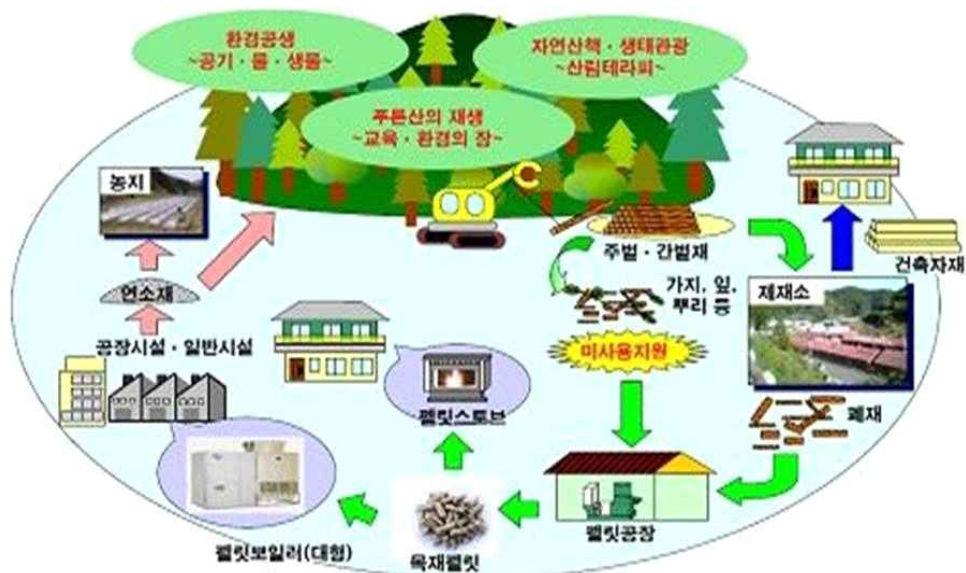 환경공생
~공기 · 물 · 생물~
자연산책 · 생태관광
~산림테라피~
푸른산의 재생
~교육 · 환경의 장~
농지
주벌 · 간벌재
건축자재
연소재
가지, 잎,
뿌리 등
제재소
공장시설 · 일반시설
미사용지원
펠릿스토브
폐재
펠릿공장
펠릿보일러(대형)
목재펠릿